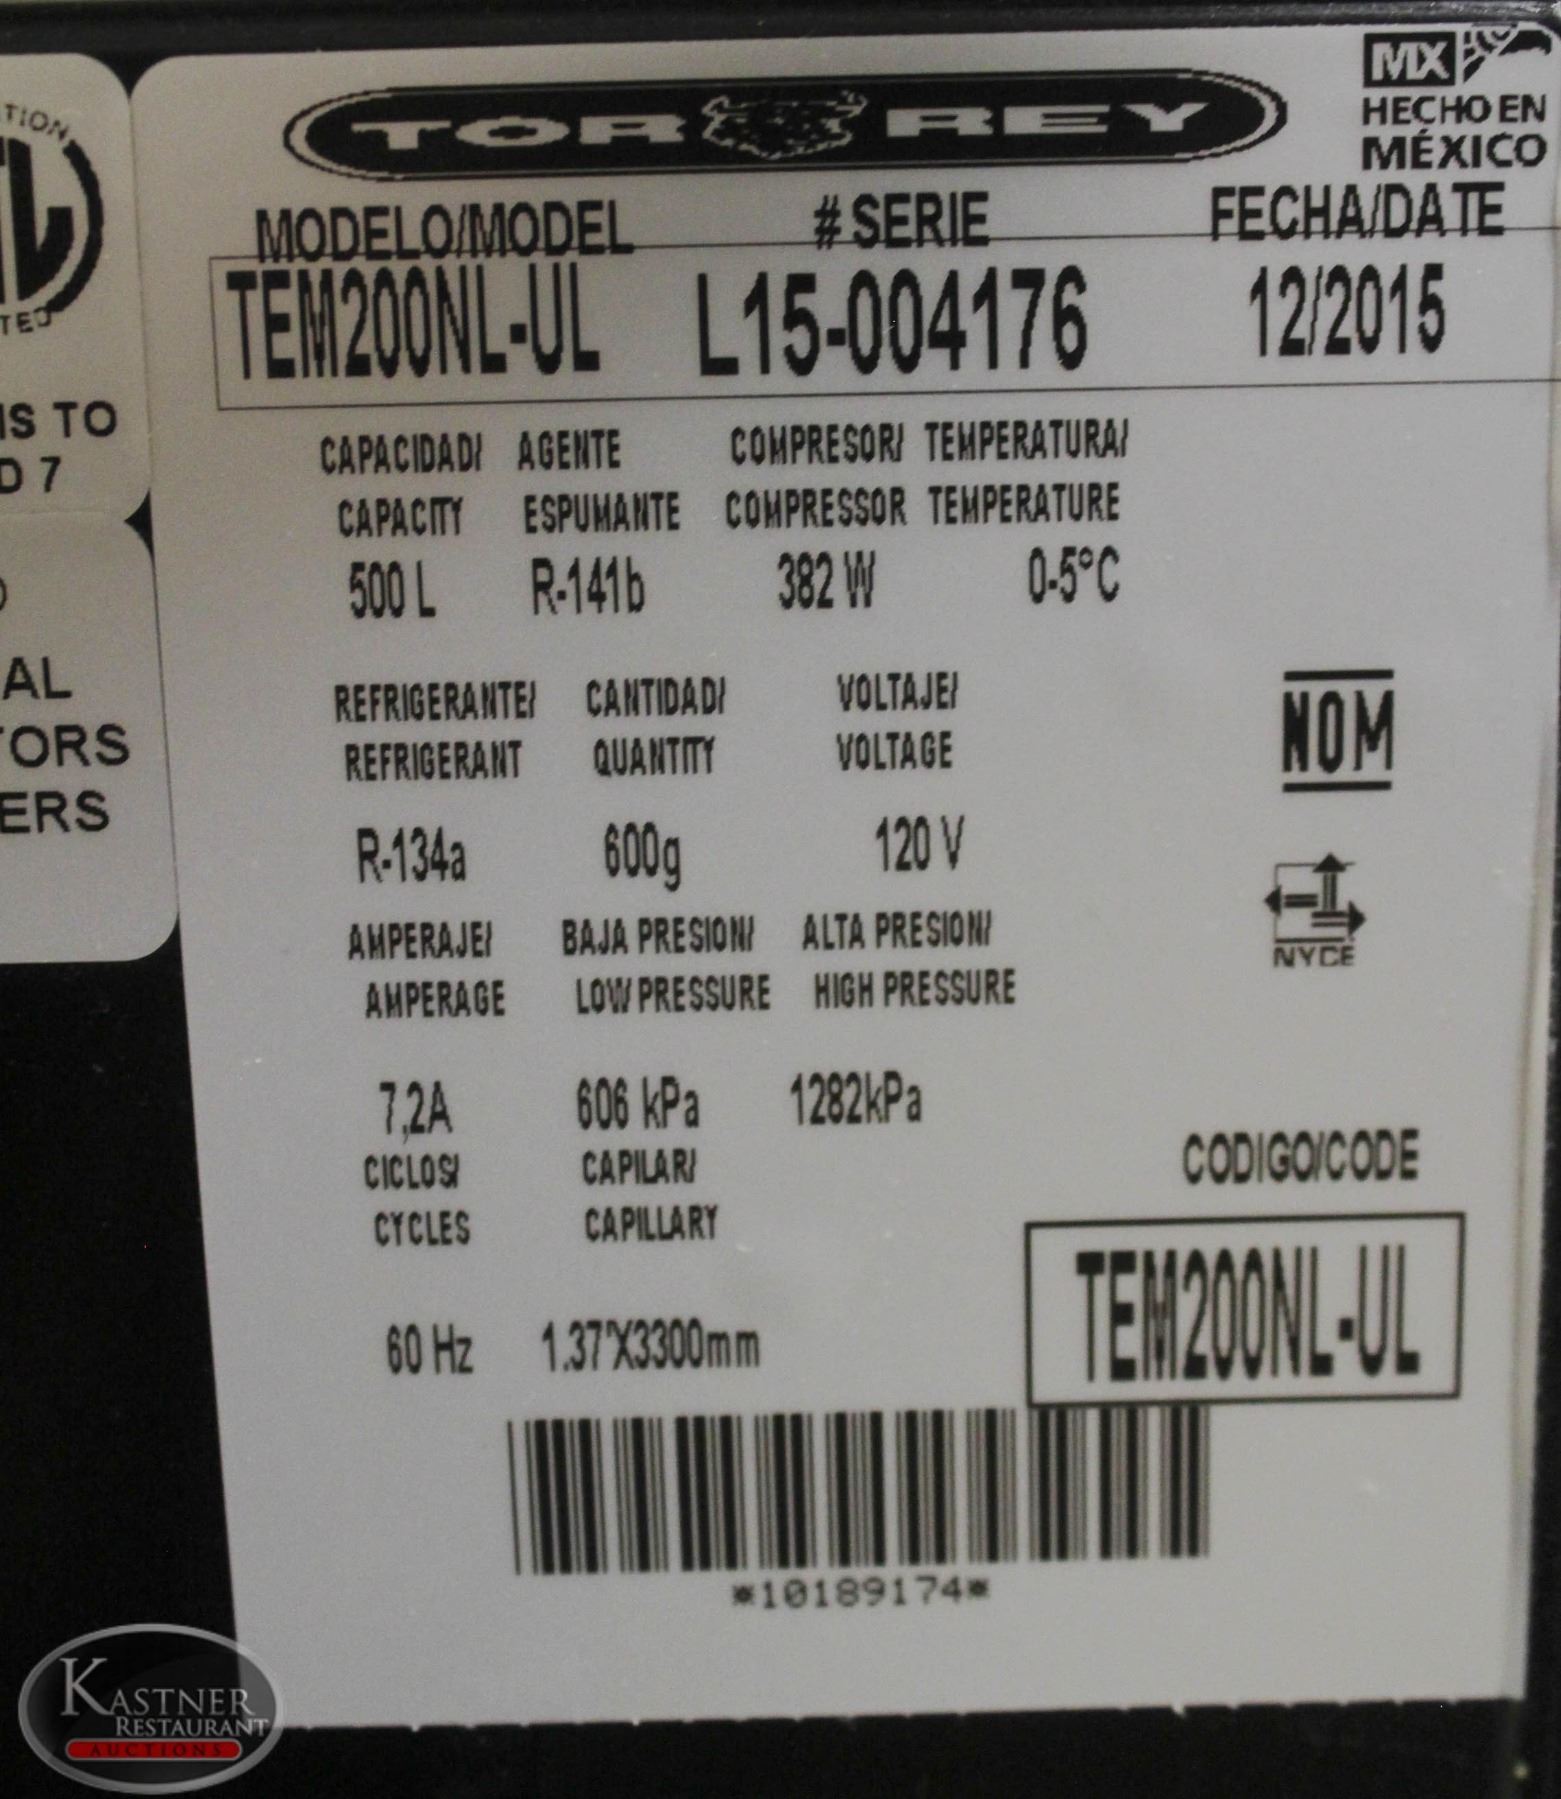 TOR REY
MX
HECHO EN
MÉXICO
MODELO/MODEL # SERIE FECHA/DATE
TEM200NL-UL L15-004176 12/2015
CAPACIDAD/ AGENTE COMPRESOR/ TEMPERATURA/
CAPACITY ESPUMANTE COMPRESSOR TEMPERATURE
500 L R-141b 382 W 0-5°C
REFRIGERANTE/ CANTIDAD/ VOLTAJE/
REFRIGERANT QUANTITY VOLTAGE
R-134a 600g 120 V
NOM
AMPERAJE/ BAJA PRESION/ ALTA PRESION/
AMPERAGE LOW PRESSURE HIGH PRESSURE
NYCE
7,2A 606 kPa 1282kPa
CICLOS/ CAPILAR/
CYCLES CAPILLARY
CODIGO/CODE
60 Hz 1.37"X3300mm
TEM200NL-UL
*10189174*
IS TO
D 7
AL
TORS
ERS
KASTNER
RESTAURANT
AUCTIONS